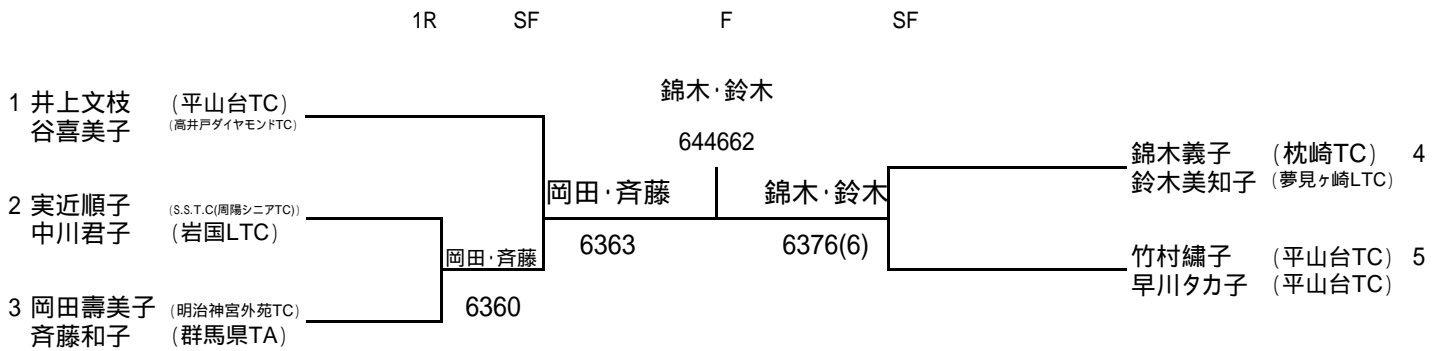 1R SF F SF
錦木・鈴木
644662
1 井上文枝 (平山台TC)
谷喜美子 (高井戸ダイヤモンドTC)
2 実近順子 (S.S.T.C(周陽シニアTC))
中川君子 (岩国LTC)
3 岡田壽美子 (明治神宮外苑TC)
斉藤和子 (群馬県TA)
岡田・斉藤
6360
岡田・斉藤
6363
錦木・鈴木
6376(6)
錦木義子 (枕崎TC) 4
鈴木美知子 (夢見ヶ崎LTC)
竹村繡子 (平山台TC) 5
早川タカ子 (平山台TC)